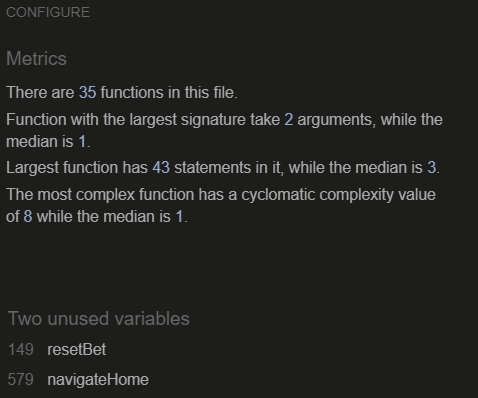 CONFIGURE
Metrics
There are 35 functions in this file.
Function with the largest signature take 2 arguments, while the
median is 1.
Largest function has 43 statements in it, while the median is 3.
The most complex function has a cyclomatic complexity value
of 8 while the median is 1.
Two unused variables
149 resetBet
579 navigateHome